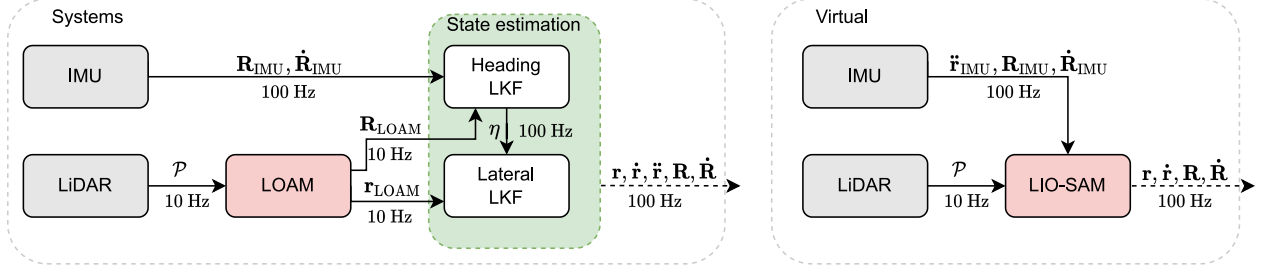 Systems
State estimation
IMU
R_IMU, Ṙ_IMU
100 Hz
Heading
LKF
R_LOAM
10 Hz
η
100 Hz
LiDAR
𝒫
10 Hz
LOAM
r_LOAM
10 Hz
Lateral
LKF
r, ṙ, r̈, R, Ṙ
100 Hz
Virtual
IMU
r̈_IMU, R_IMU, Ṙ_IMU
100 Hz
LiDAR
𝒫
10 Hz
LIO-SAM
r, ṙ, R, Ṙ
100 Hz